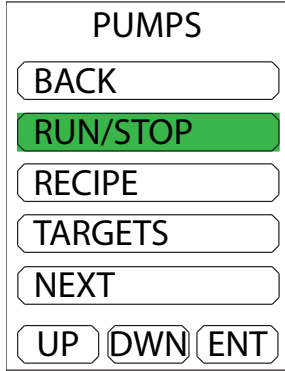 PUMPS
BACK
RUN/STOP
RECIPE
TARGETS
NEXT
UP DWN ENT